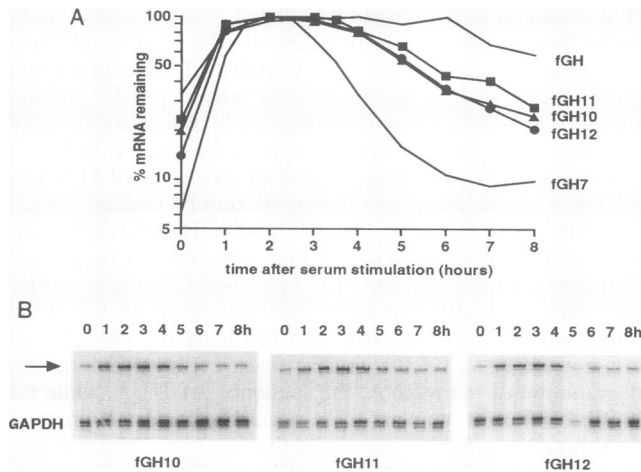 A
100
10
5
% mRNA remaining
fGH
fGH11
fGH10
fGH12
fGH7
0 1 2 3 4 5 6 7 8
time after serum stimulation (hours)
B
0 1 2 3 4 5 6 7 8h 0 1 2 3 4 5 6 7 8h 0 1 2 3 4 5 6 7 8h
GAPDH
fGH10 fGH11 fGH12